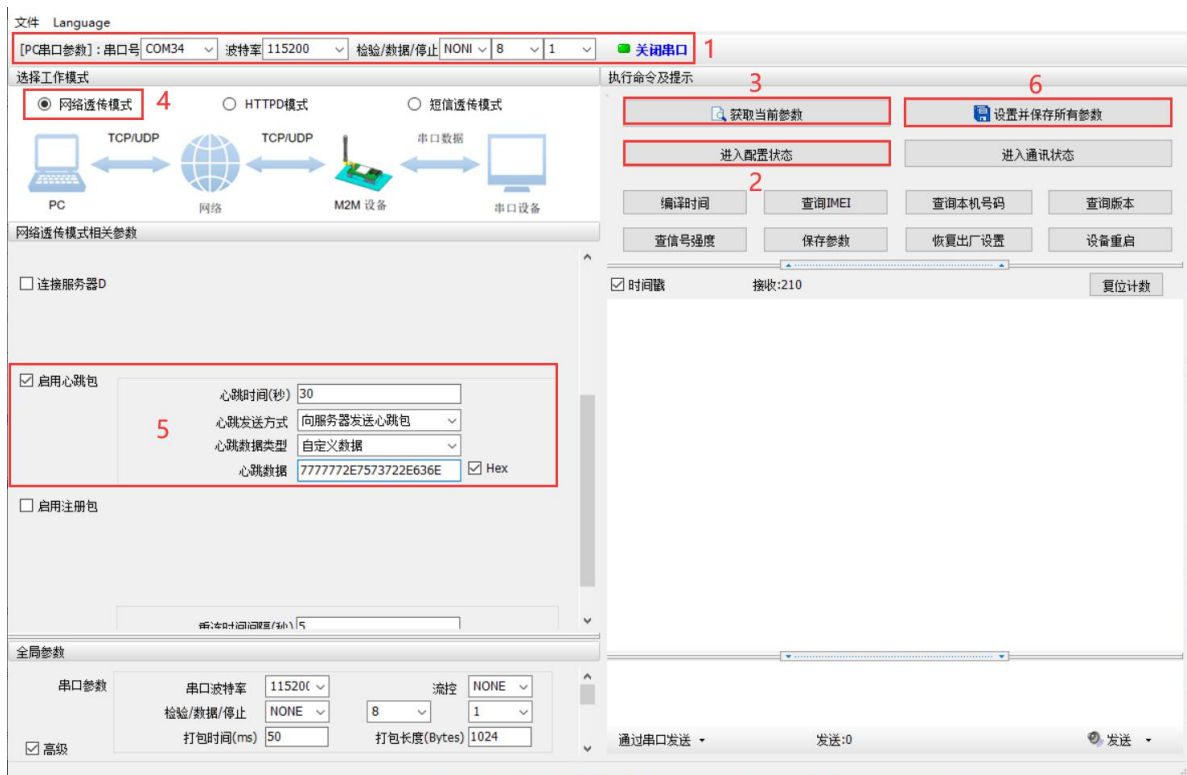 文件 Language
[PC串口参数]：串口号 COM34 波特率 115200 检验/数据/停止 NONI 8 1 关闭串口 1
选择工作模式
网络透传模式 4 HTTPD模式 短信透传模式
TCP/UDP TCP/UDP 串口数据
PC 网络 M2M 设备 串口设备
网络透传模式相关参数
连接服务器D
启用心跳包
心跳时间(秒) 30
心跳发送方式 向服务器发送心跳包
5
心跳数据类型 自定义数据
心跳数据 7777772E7573722E636E Hex
启用注册包
重连时间间隔(秒) 5
全局参数
串口参数 串口波特率 11520( 流控 NONE
检验/数据/停止 NONE 8 1
高级 打包时间(ms) 50 打包长度(Bytes) 1024
执行命令及提示
3 6
获取当前参数 设置并保存所有参数
进入配置状态 进入通讯状态
2
编译时间 查询IMEI 查询本机号码 查询版本
查信号强度 保存参数 恢复出厂设置 设备重启
时间戳 接收:210 复位计数
通过串口发送 发送:0 发送